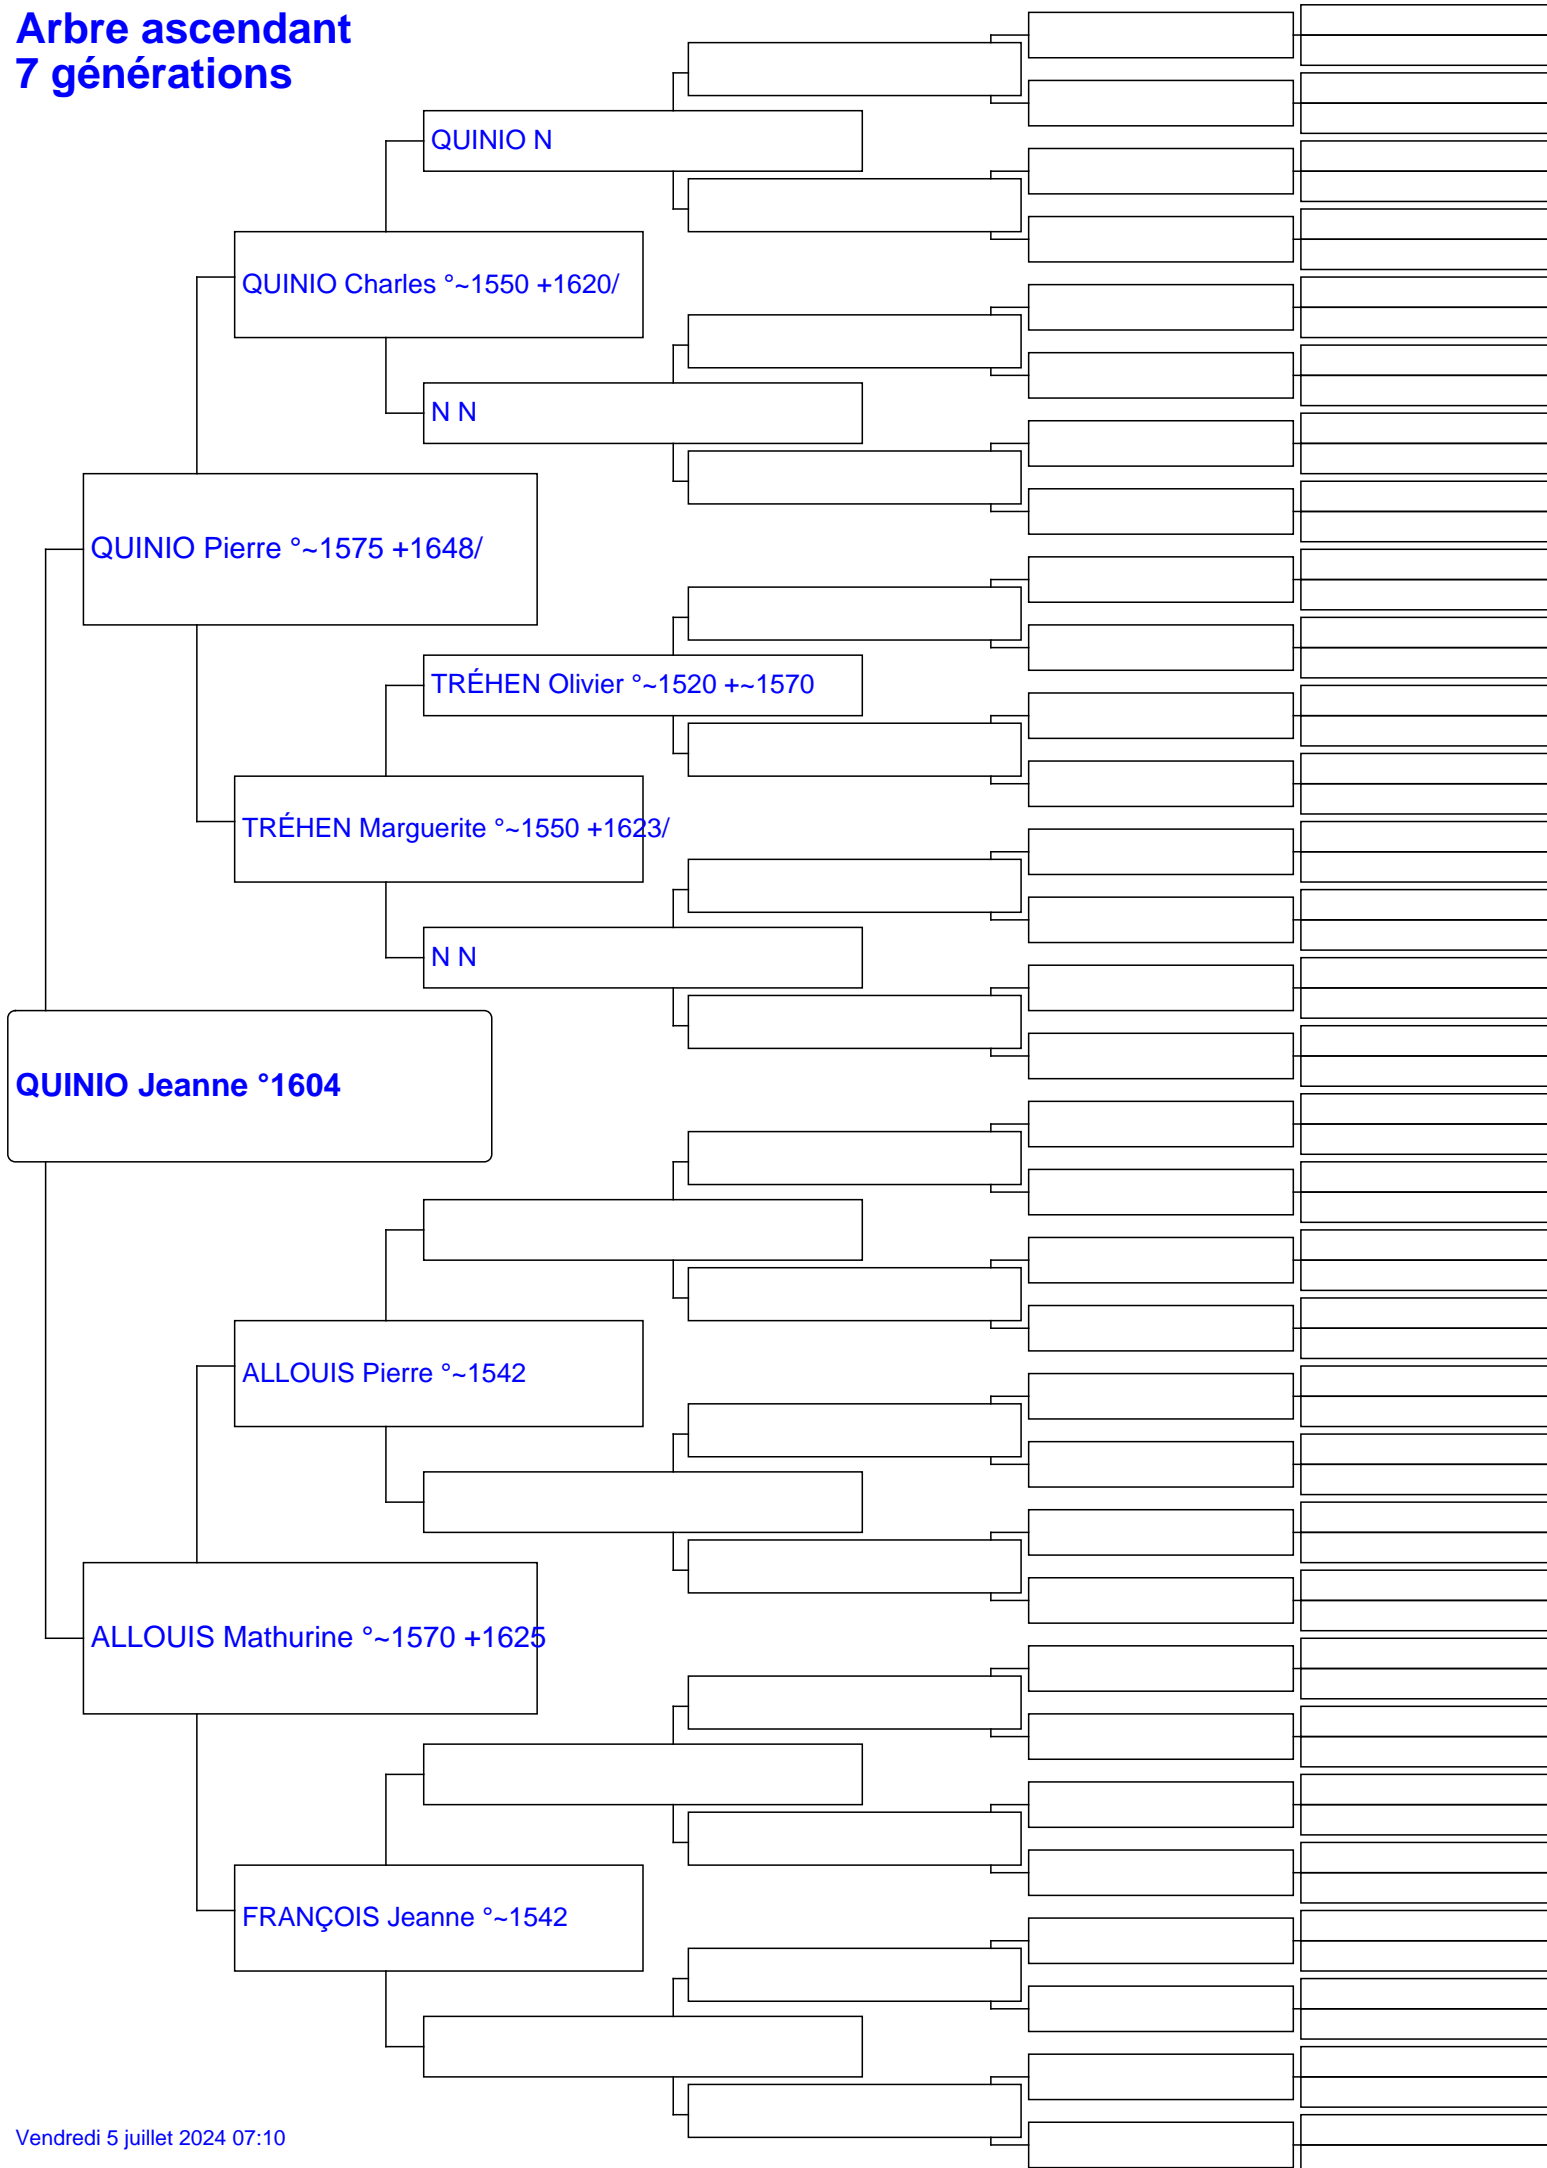 Arbre ascendant
7 générations
QUINIO N
QUINIO Charles °~1550 +1620/
N N
QUINIO Pierre °~1575 +1648/
TRÉHEN Olivier °~1520 +~1570
TRÉHEN Marguerite °~1550 +1623/
N N
QUINIO Jeanne °1604
ALLOUIS Pierre °~1542
ALLOUIS Mathurine °~1570 +1625
FRANÇOIS Jeanne °~1542
Vendredi 5 juillet 2024 07:10